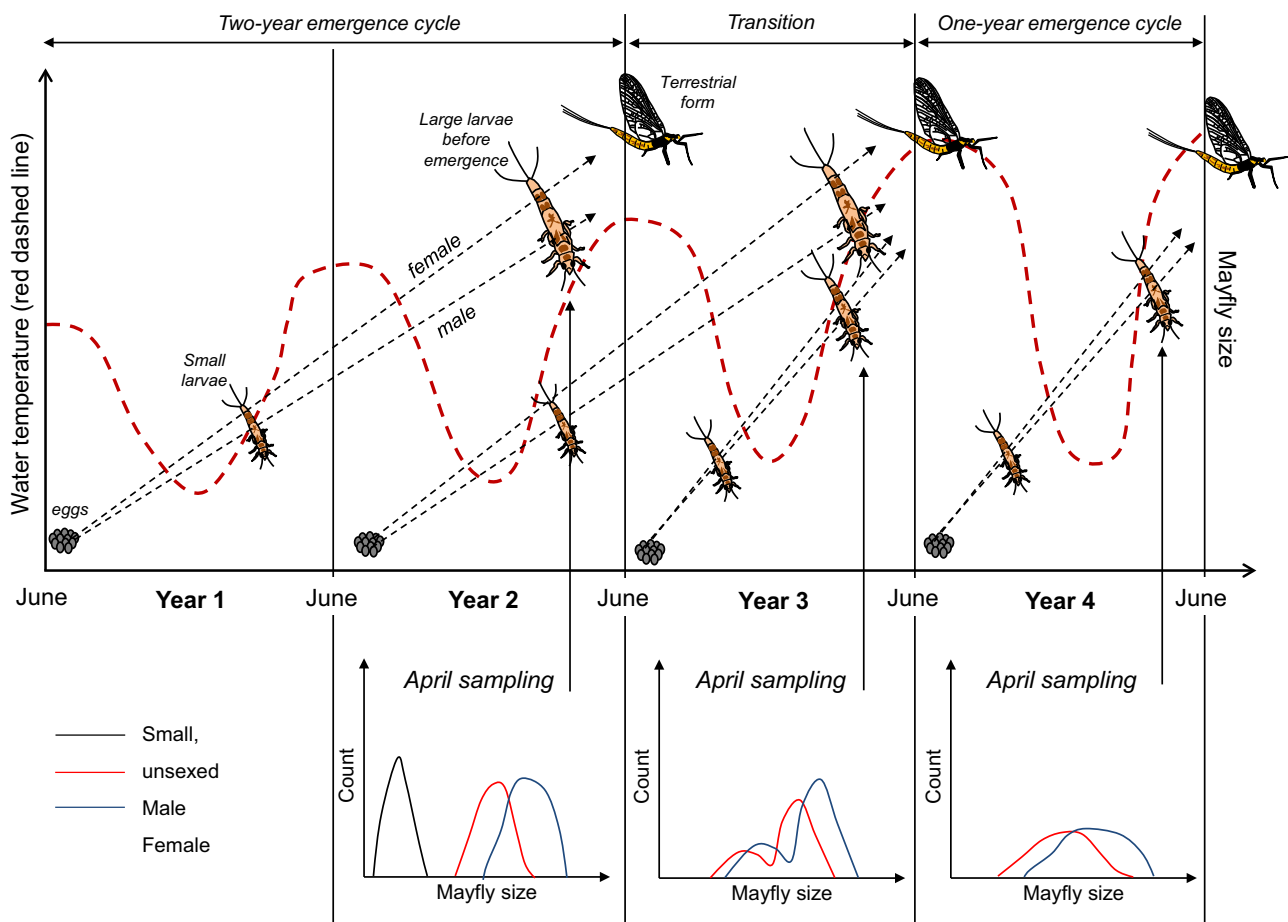 Two-year emergence cycle
Transition
One-year emergence cycle
Water temperature (red dashed line)
Large larvae
before
emergence
Terrestrial
form
female
male
Small
larvae
eggs
Mayfly size
June
Year 1
June
Year 2
June
Year 3
June
Year 4
June
April sampling
Count
Mayfly size
April sampling
Count
Mayfly size
April sampling
Count
Mayfly size
Small,
unsexed
Male
Female